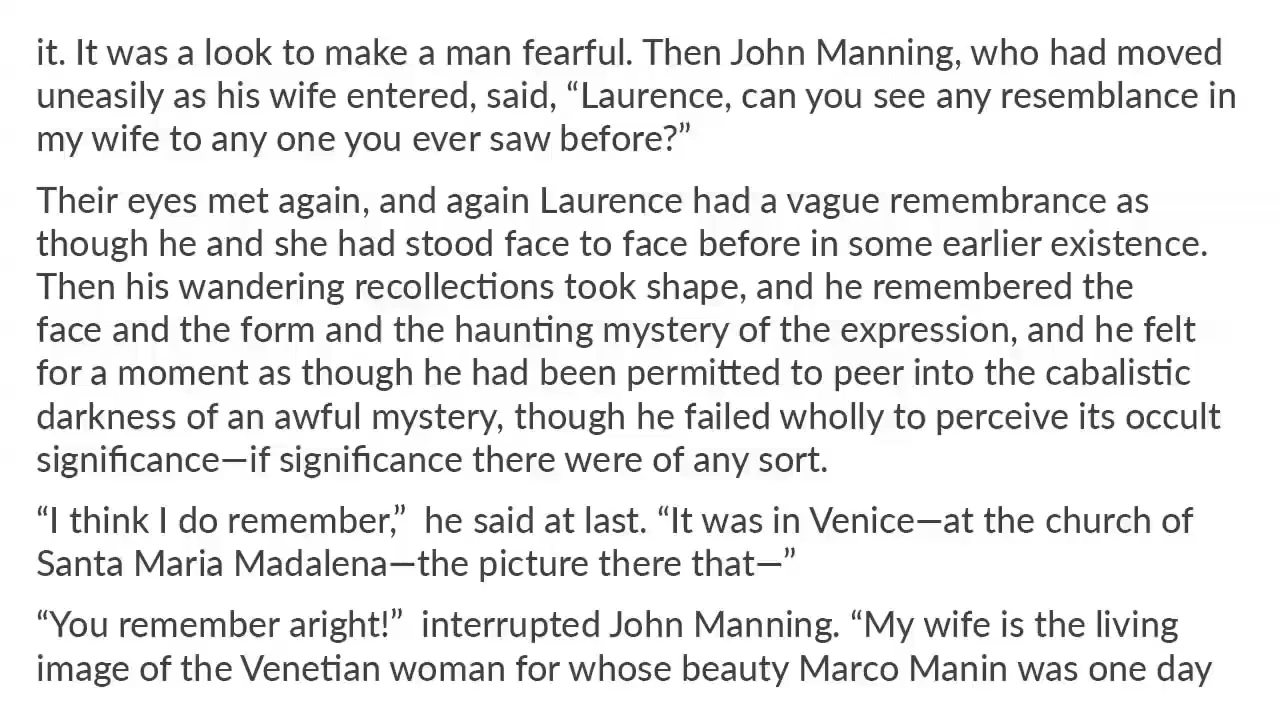 it. It was a look to make a man fearful. Then John Manning, who had moved
uneasily as his wife entered, said, “Laurence, can you see any resemblance in
my wife to any one you ever saw before?”
Their eyes met again, and again Laurence had a vague remembrance as
though he and she had stood face to face before in some earlier existence.
Then his wandering recollections took shape, and he remembered the
face and the form and the haunting mystery of the expression, and he felt
for a moment as though he had been permitted to peer into the cabalistic
darkness of an awful mystery, though he failed wholly to perceive its occult
significance—if significance there were of any sort.
“I think I do remember,”  he said at last. “It was in Venice—at the church of
Santa Maria Madalena—the picture there that—”
“You remember aright!”  interrupted John Manning. “My wife is the living
image of the Venetian woman for whose beauty Marco Manin was one day